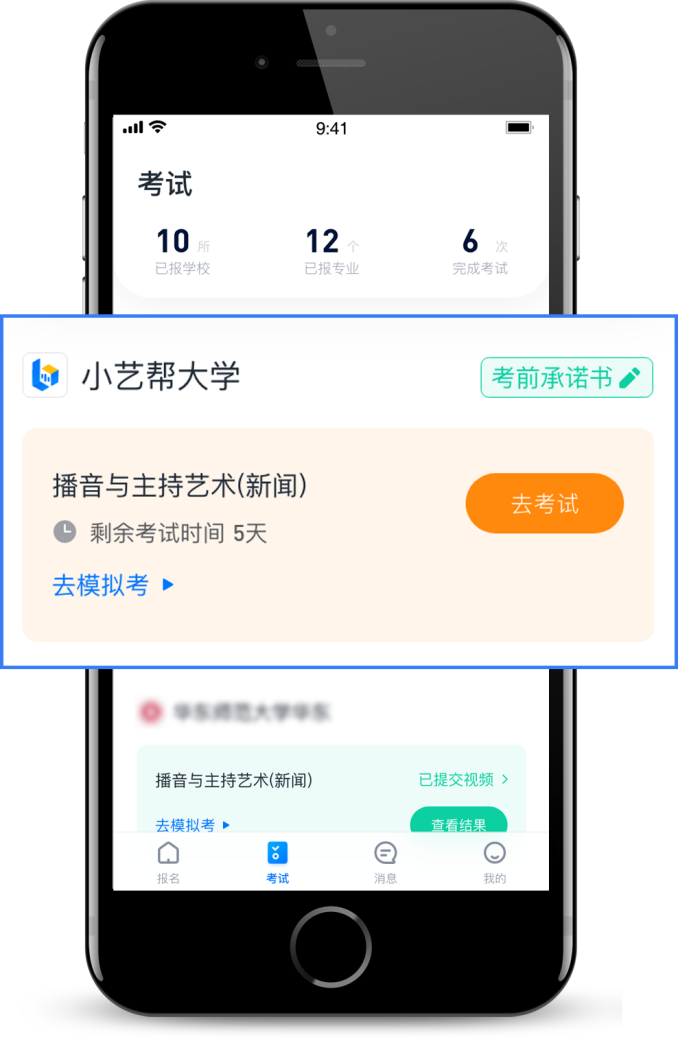 9:41
考试
10 所 12 个 6 次
已报学校 已报专业 完成考试
小艺帮大学 考前承诺书
播音与主持艺术(新闻) 去考试
剩余考试时间 5天
去模拟考
播音与主持艺术(新闻) 已提交视频
去模拟考 查看结果
报名 考试 消息 我的